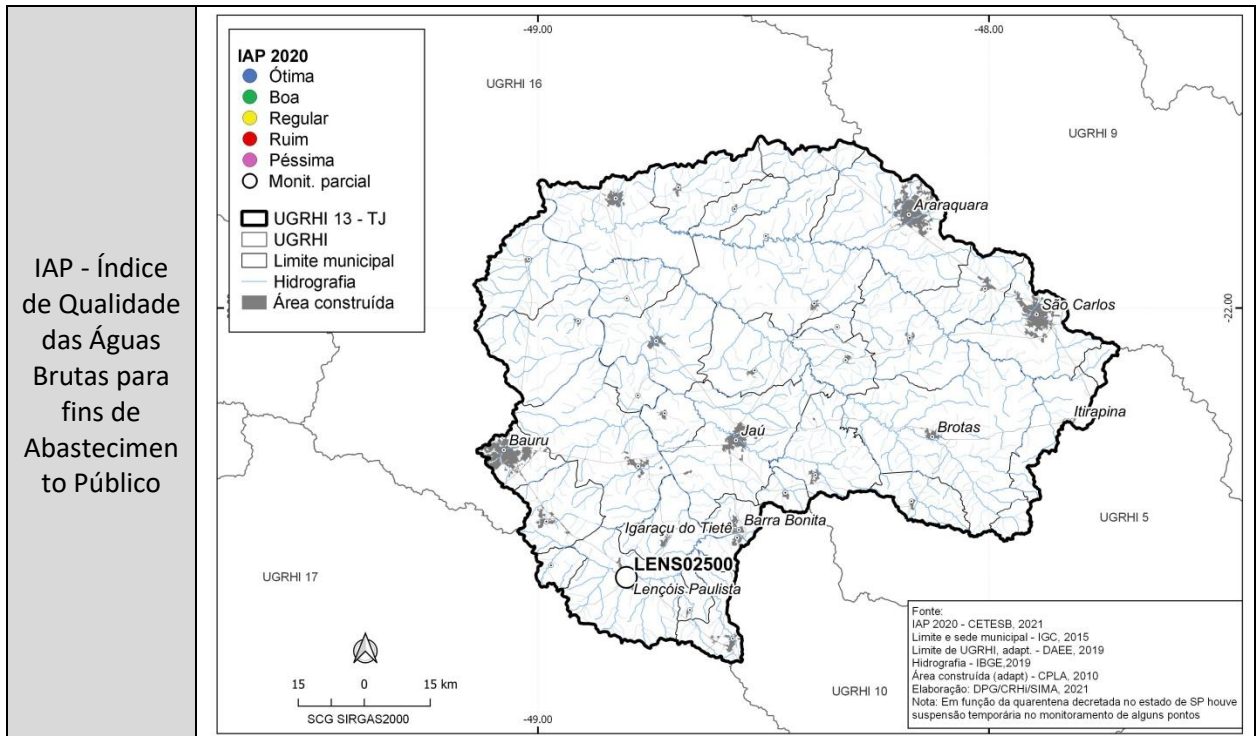 IAP - Índice
de Qualidade
das Águas
Brutas para
fins de
Abastecimen
to Público
-49.00
-48.00
IAP 2020
Ótima
Boa
Regular
Ruim
Péssima
Monit. parcial
UGRHI 13 - TJ
UGRHI
Limite municipal
Hidrografia
Área construída
UGRHI 16
UGRHI 9
Araraquara
São Carlos
-22.00
Itirapina
Brotas
Jaú
Bauru
Barra Bonita
Igaraçu do Tietê
UGRHI 5
LENS02500
Lençóis Paulista
UGRHI 17
UGRHI 10
15 0 15 km
SCG SIRGAS2000
-49.00
Fonte:
IAP 2020 - CETESB, 2021
Limite e sede municipal - IGC, 2015
Limite de UGRHI, adapt. - DAEE, 2019
Hidrografia - IBGE,2019
Área construída (adapt) - CPLA, 2010
Elaboração: DPG/CRHi/SIMA, 2021
Nota: Em função da quarentena decretada no estado de SP houve
suspensão temporária no monitoramento de alguns pontos